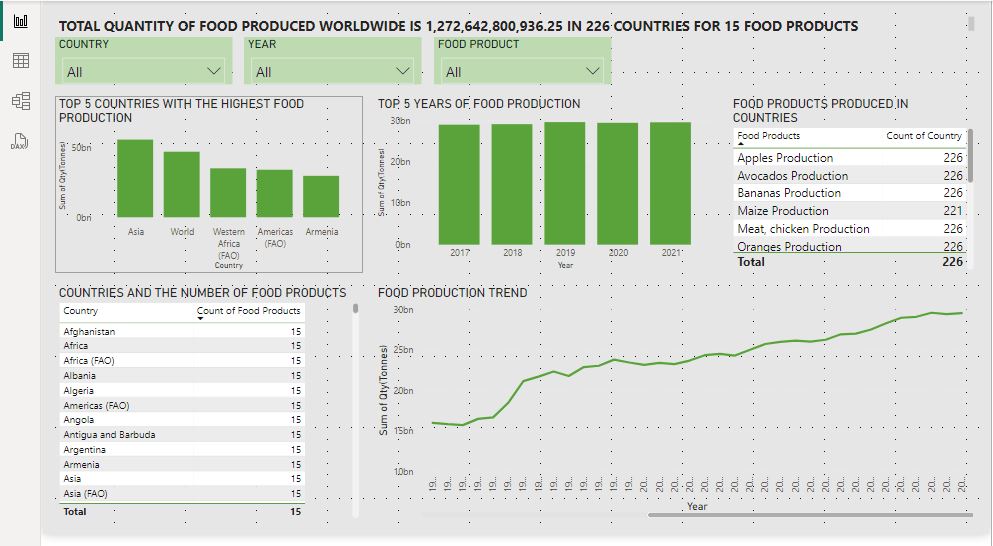 TOTAL QUANTITY OF FOOD PRODUCED WORLDWIDE IS 1,272,642,800,936.25 IN 226 COUNTRIES FOR 15 FOOD PRODUCTS
COUNTRY
All
YEAR
All
FOOD PRODUCT
All
TOP 5 COUNTRIES WITH THE HIGHEST FOOD
PRODUCTION
Sum of Qty(Tonnes)
50bn
0bn
Asia
World
Western
Africa
(FAO)
Americas
(FAO)
Armenia
Country
TOP 5 YEARS OF FOOD PRODUCTION
Sum of Qty(Tonnes)
30bn
20bn
10bn
0bn
2017
2018
2019
2020
2021
Year
FOOD PRODUCTS PRODUCED IN
COUNTRIES
Food Products Count of Country
Apples Production 226
Avocados Production 226
Bananas Production 226
Maize Production 221
Meat, chicken Production 226
Oranges Production 226
Total 226
COUNTRIES AND THE NUMBER OF FOOD PRODUCTS
Country Count of Food Products
Afghanistan 15
Africa 15
Africa (FAO) 15
Albania 15
Algeria 15
Americas (FAO) 15
Angola 15
Antigua and Barbuda 15
Argentina 15
Armenia 15
Asia 15
Asia (FAO) 15
Total 15
FOOD PRODUCTION TREND
Sum of Qty(Tonnes)
30bn
25bn
20bn
15bn
10bn
19... 19... 19... 19... 19... 19... 19... 19... 19... 19... 19... 19... 19... 19... 19... 20... 20... 20... 20... 20... 20... 20... 20... 20... 20... 20... 20... 20... 20... 20... 20... 20... 20... 20... 20... 20...
Year
DAX